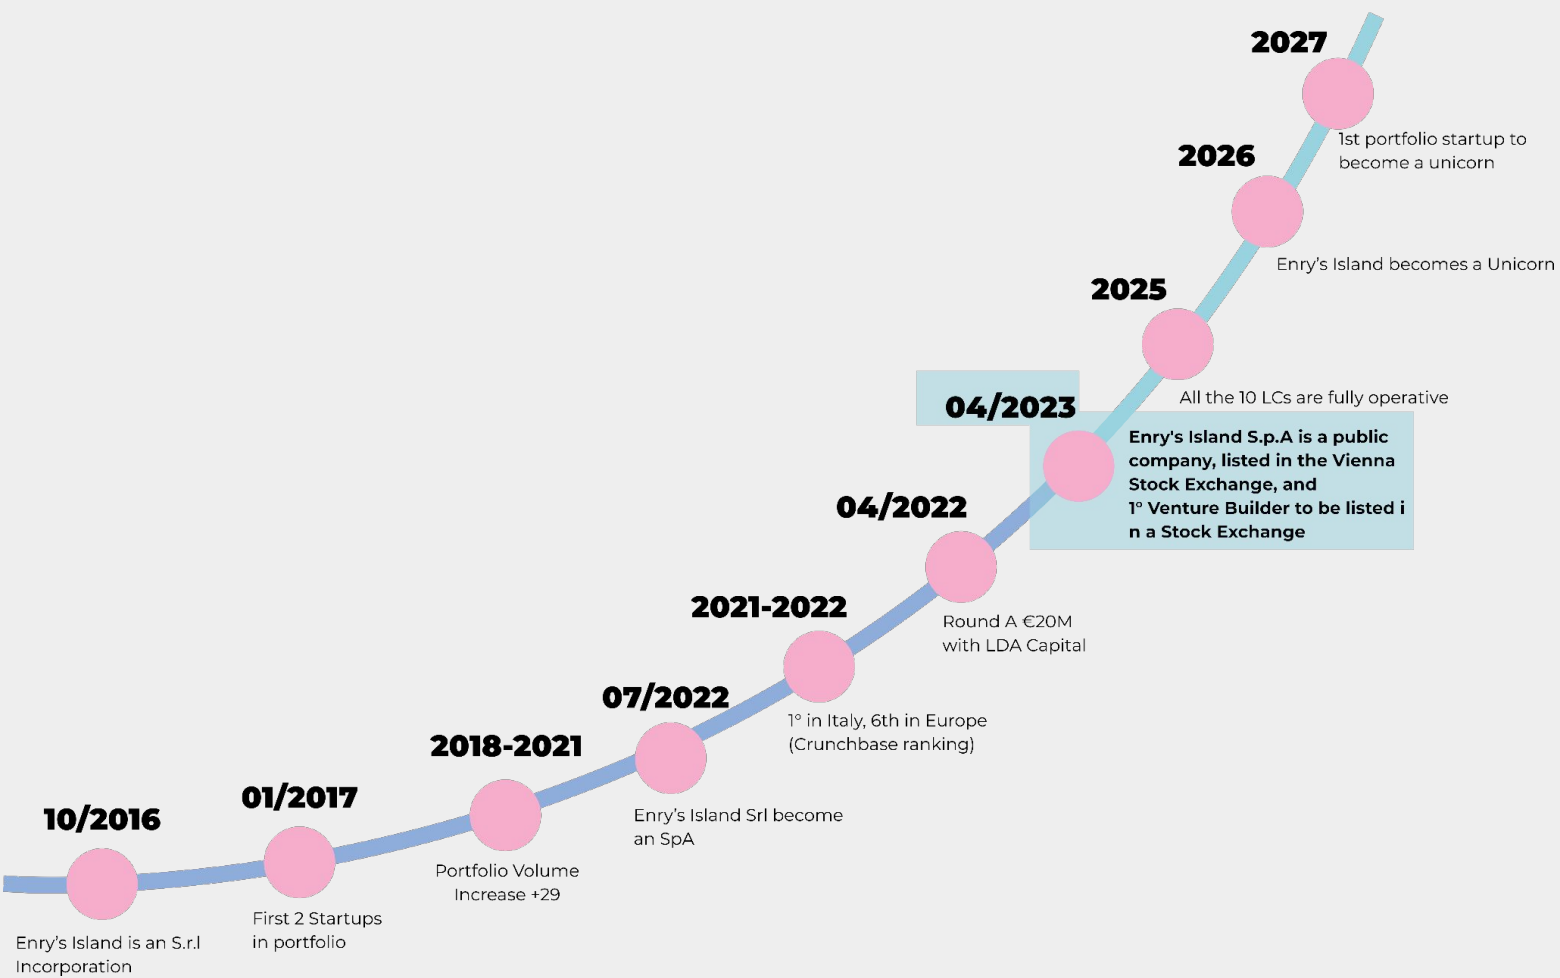 10/2016
Enry's Island is an S.r.l
Incorporation
01/2017
First 2 Startups
in portfolio
2018-2021
Portfolio Volume
Increase +29
07/2022
Enry's Island Srl become
an SpA
2021-2022
1° in Italy, 6th in Europe
(Crunchbase ranking)
04/2022
Round A €20M
with LDA Capital
04/2023
Enry's Island S.p.A is a public
company, listed in the Vienna
Stock Exchange, and
1° Venture Builder to be listed i
n a Stock Exchange
2025
All the 10 LCs are fully operative
2026
Enry's Island becomes a Unicorn
2027
1st portfolio startup to
become a unicorn